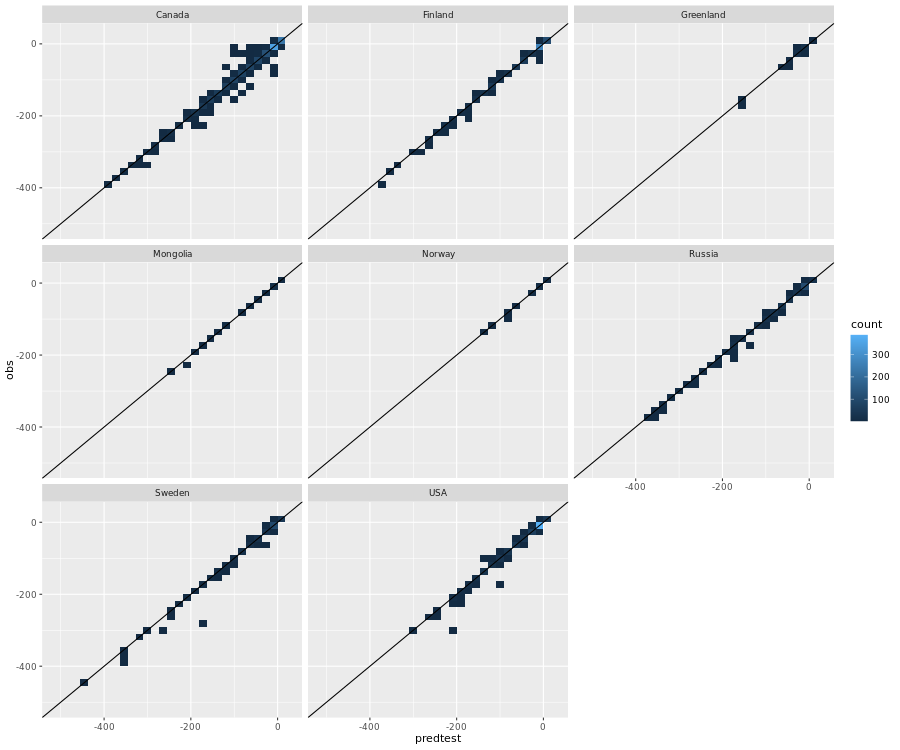 Canada Finland Greenland
0
-200
-400
Mongolia Norway Russia
0
-200
-400
-400 -200 0
Sweden USA
0
-200
-400
-400 -200 0 -400 -200 0
predtest
obs
count
300
200
100